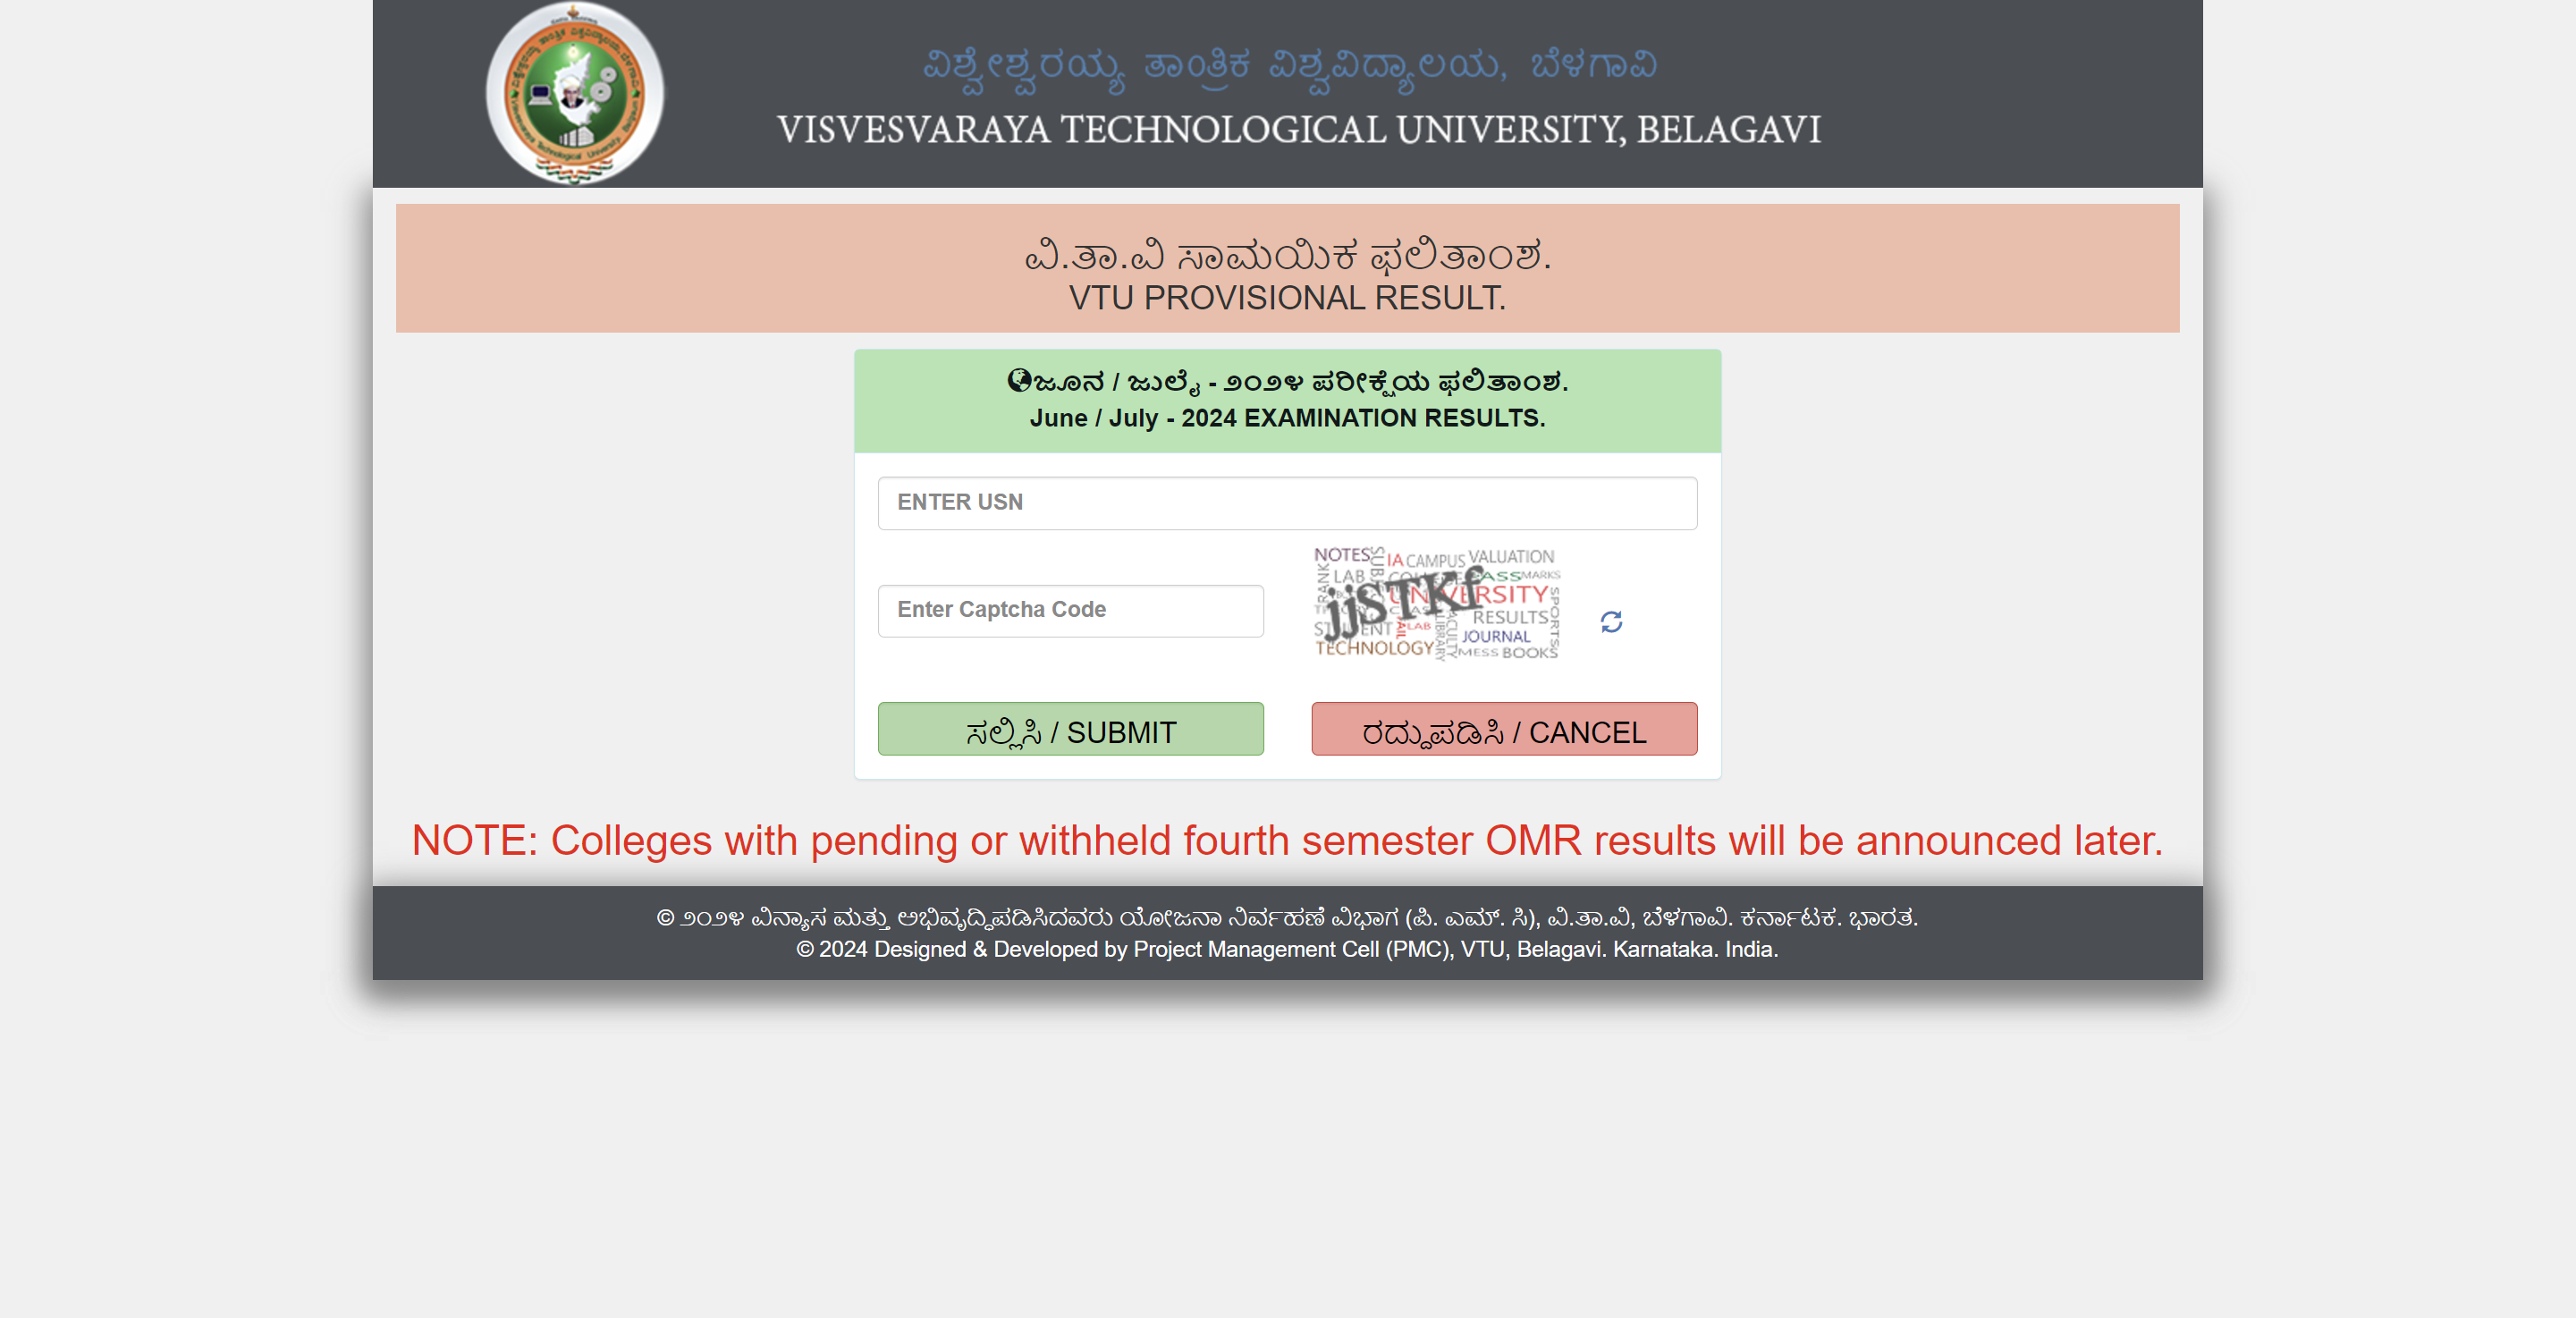 ವಿಶ್ವೇಶ್ವರಯ್ಯ ತಾಂತ್ರಿಕ ವಿಶ್ವವಿದ್ಯಾಲಯ, ಬೆಳಗಾವಿ
VISVESVARAYA TECHNOLOGICAL UNIVERSITY, BELAGAVI
ವಿ.ತಾ.ವಿ ಸಾಮಯಿಕ ಫಲಿತಾಂಶ.
VTU PROVISIONAL RESULT.
ಜೂನ / ಜುಲೈ - ೨೦೨೪ ಪರೀಕ್ಷೆಯ ಫಲಿತಾಂಶ.
June / July - 2024 EXAMINATION RESULTS.
ENTER USN
Enter Captcha Code
NOTES IA CAMPUS VALUATION
RANK LAB MARKS
jjSTKf
UNIVERSITY
SPORTS
RESULTS
STUDENT LAB LIBRARY FACULTY JOURNAL
TECHNOLOGY MESS BOOKS
ಸಲ್ಲಿಸಿ / SUBMIT
ರದ್ದುಪಡಿಸಿ / CANCEL
NOTE: Colleges with pending or withheld fourth semester OMR results will be announced later.
© ೨೦೨೪ ವಿನ್ಯಾಸ ಮತ್ತು ಅಭಿವೃದ್ಧಿಪಡಿಸಿದವರು ಯೋಜನಾ ನಿರ್ವಹಣೆ ವಿಭಾಗ (ಪಿ. ಎಮ್. ಸಿ), ವಿ.ತಾ.ವಿ, ಬೆಳಗಾವಿ. ಕರ್ನಾಟಕ. ಭಾರತ.
© 2024 Designed & Developed by Project Management Cell (PMC), VTU, Belagavi. Karnataka. India.